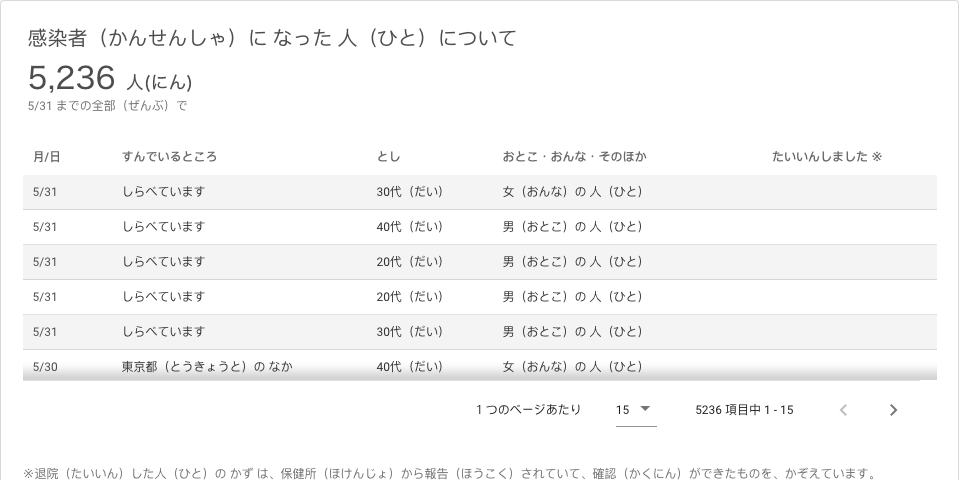 感染者（かんせんしゃ）に なった 人（ひと）について
5,236 人(にん)
5/31 までの全部（ぜんぶ）で
月/日 すんでいるところ とし おとこ・おんな・そのほか たいいんしました ※
5/31 しらべています 30代（だい） 女（おんな）の 人（ひと）
5/31 しらべています 40代（だい） 男（おとこ）の 人（ひと）
5/31 しらべています 20代（だい） 男（おとこ）の 人（ひと）
5/31 しらべています 20代（だい） 男（おとこ）の 人（ひと）
5/31 しらべています 30代（だい） 男（おとこ）の 人（ひと）
5/30 東京都（とうきょうと）の なか 40代（だい） 女（おんな）の 人（ひと）
1 つのページあたり 15 5236 項目中 1 - 15
※退院（たいいん）した 人（ひと）の かず は、保健所（ほけんじょ）から報告（ほうこく）されていて、確認（かくにん）ができたものを、かぞえています。